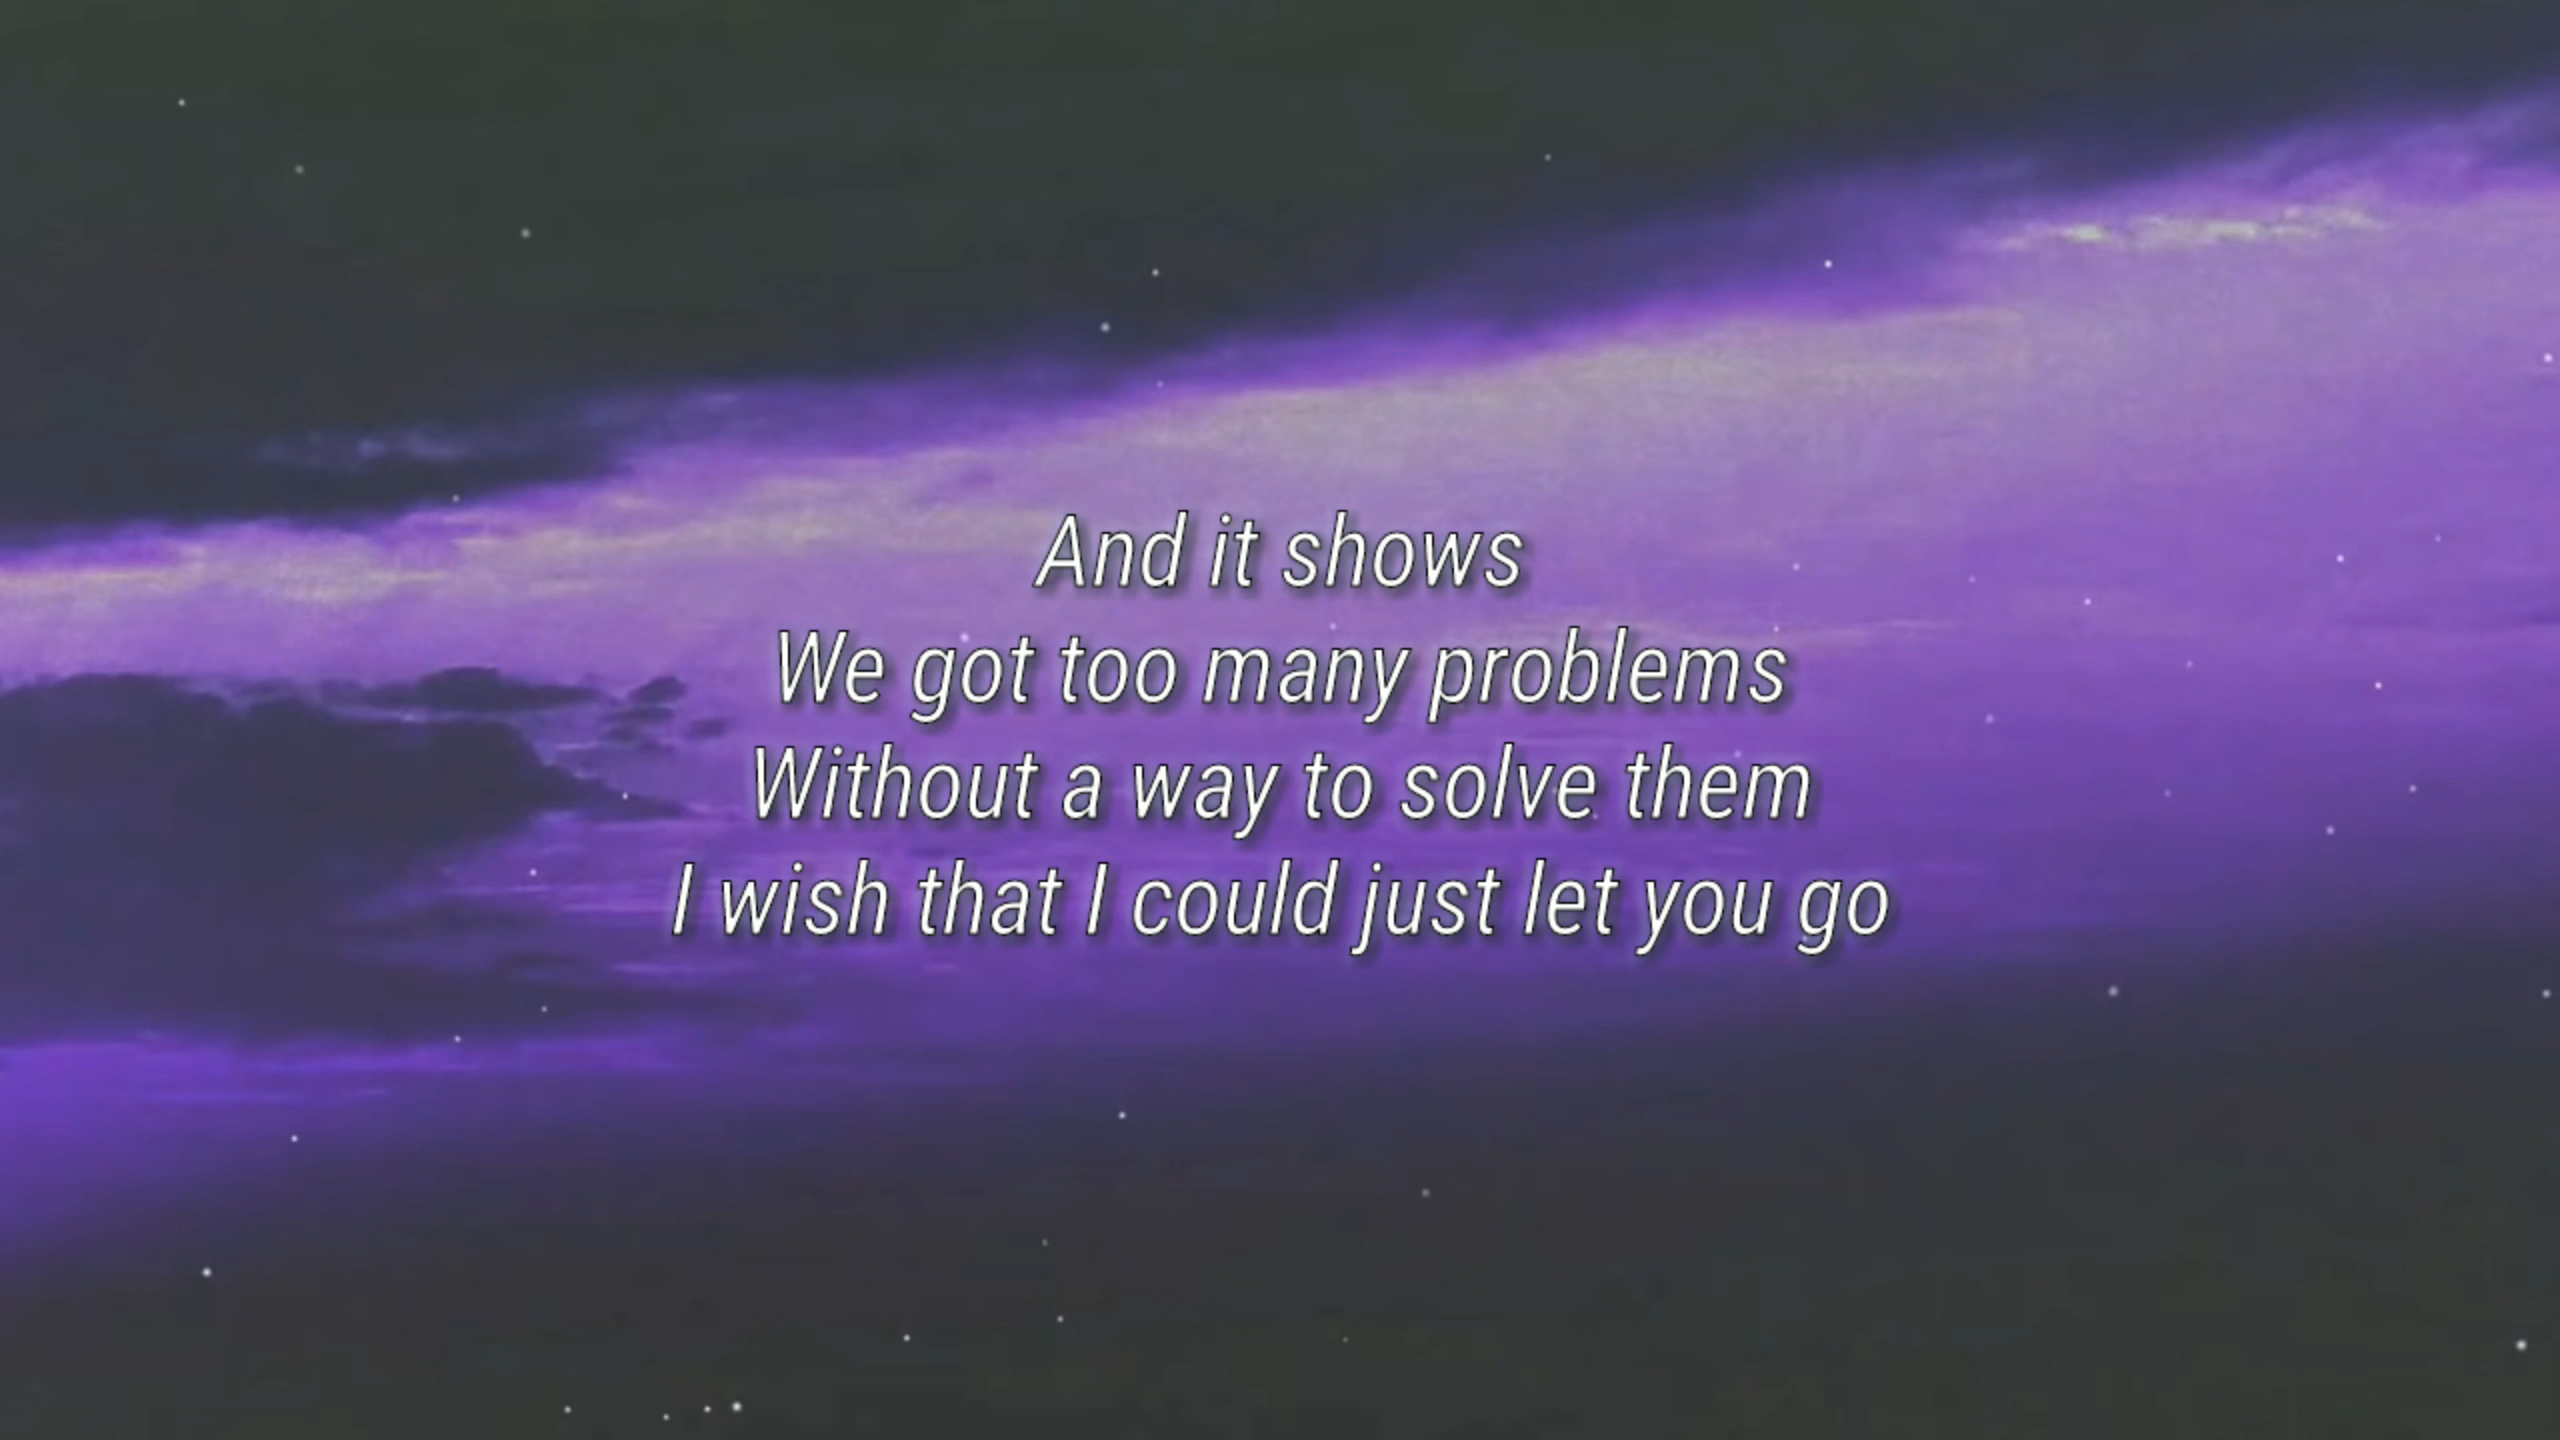 And it shows
We got too many problems
Without a way to solve them
I wish that I could just let you go